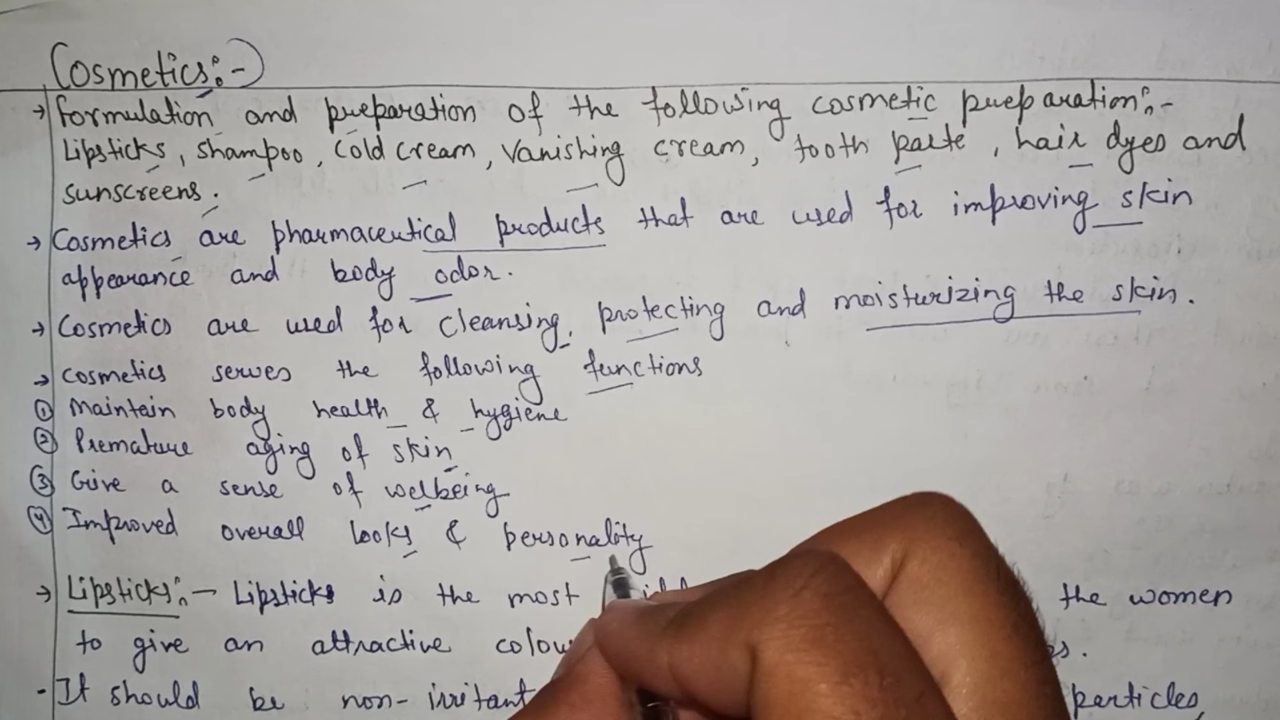 Cosmetics:-
→ Formulation and preparation of the following cosmetic preparation:-
Lipsticks, shampoo, cold cream, vanishing cream, tooth paste, hair dyes and
sunscreens.
→ Cosmetics are pharmaceutical products that are used for improving skin
appearance and body odor.
→ Cosmetics are used for cleansing, protecting and moisturizing the skin.
→ Cosmetics serves the following functions
① Maintain body health & hygiene
② Premature aging of skin
③ Give a sense of welbeing
④ Improved overall looks & personality
→ Lipsticks:- Lipsticks is the most the women
to give an attractive
- It should be non-irritant particles,